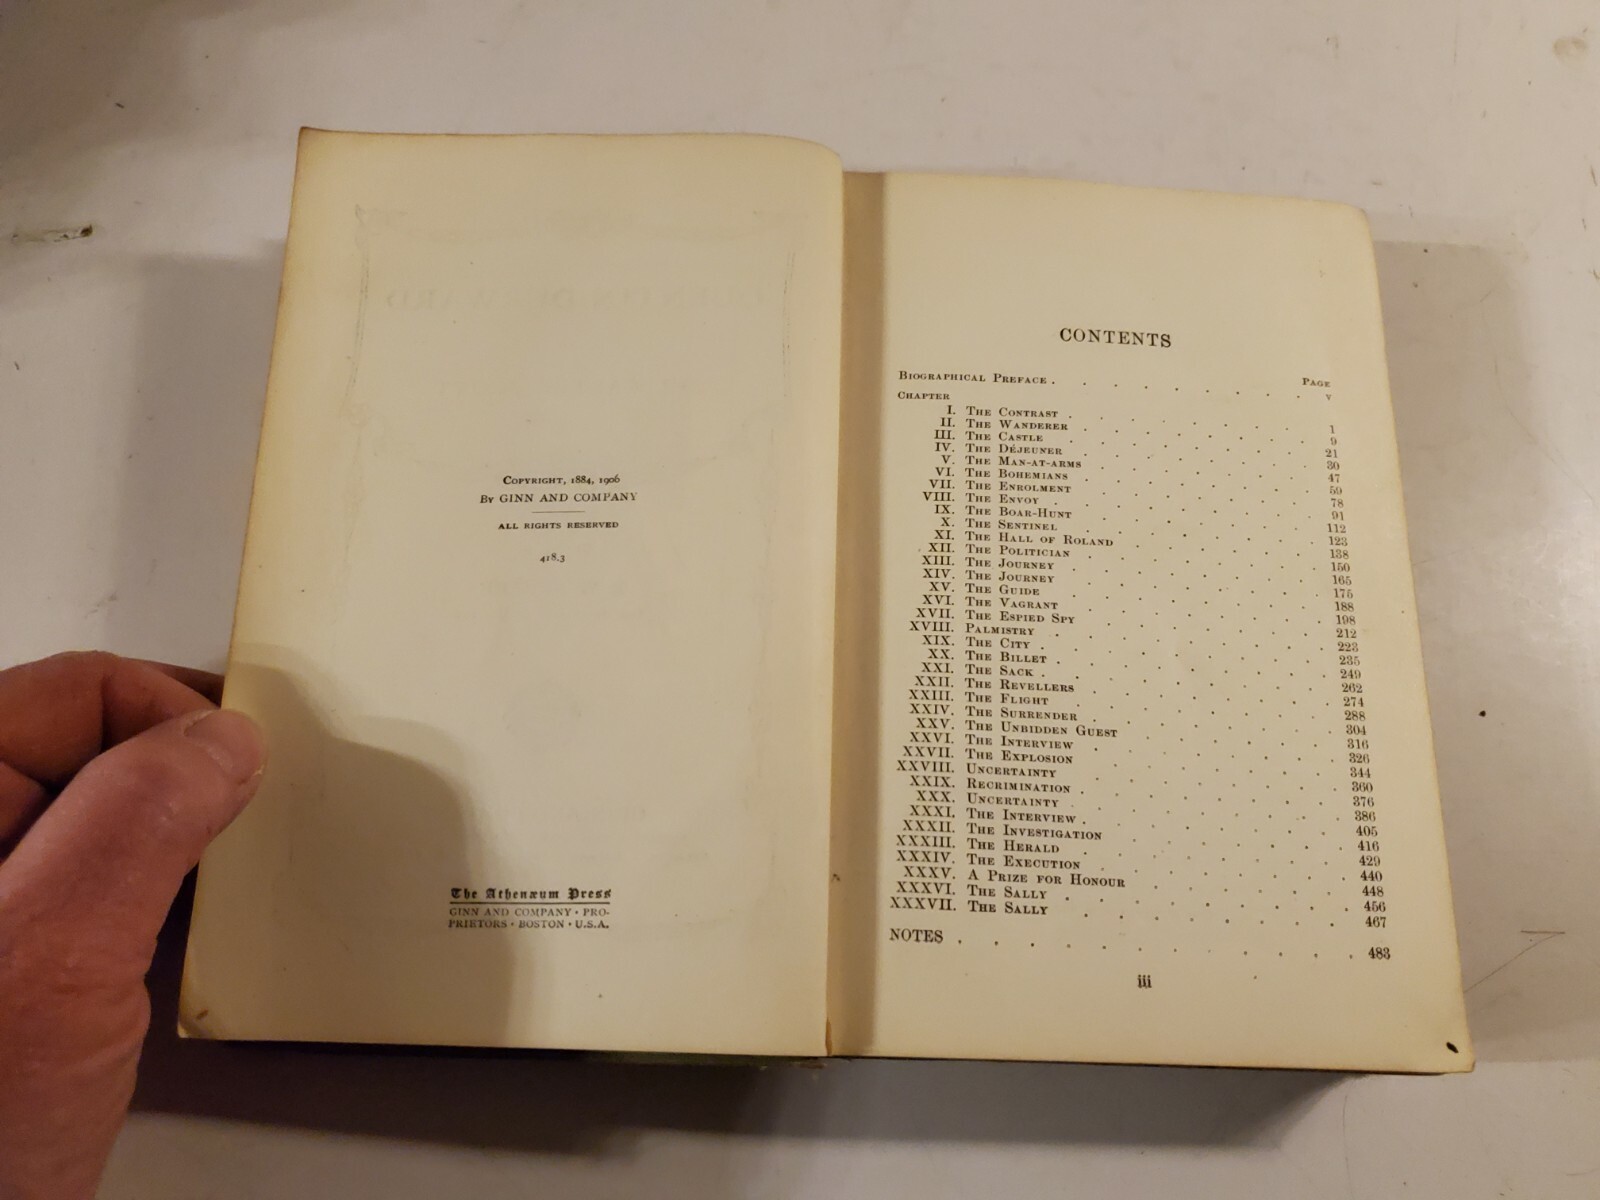 COPYRIGHT, 1884, 1906
BY GINN AND COMPANY
ALL RIGHTS RESERVED
418.3
The Athenæum Press
GINN AND COMPANY · PRO-
PRIETORS · BOSTON · U.S.A.
CONTENTS
PAGE
BIOGRAPHICAL PREFACE . . . . . . . . . v
CHAPTER
I. THE CONTRAST . . . . . . . . 1
II. THE WANDERER . . . . . . . . 9
III. THE CASTLE . . . . . . . . 21
IV. THE DÉJEUNER . . . . . . . . 30
V. THE MAN-AT-ARMS . . . . . . . . 47
VI. THE BOHEMIANS . . . . . . . . 59
VII. THE ENROLMENT . . . . . . . . 78
VIII. THE ENVOY . . . . . . . . 91
IX. THE BOAR-HUNT . . . . . . . . 112
X. THE SENTINEL . . . . . . . . 123
XI. THE HALL OF ROLAND . . . . . . . . 138
XII. THE POLITICIAN . . . . . . . . 150
XIII. THE JOURNEY . . . . . . . . 165
XIV. THE JOURNEY . . . . . . . . 175
XV. THE GUIDE . . . . . . . . 188
XVI. THE VAGRANT . . . . . . . . 198
XVII. THE ESPIED SPY . . . . . . . . 212
XVIII. PALMISTRY . . . . . . . . 223
XIX. THE CITY . . . . . . . . 235
XX. THE BILLET . . . . . . . . 249
XXI. THE SACK . . . . . . . . 262
XXII. THE REVELLERS . . . . . . . . 274
XXIII. THE FLIGHT . . . . . . . . 288
XXIV. THE SURRENDER . . . . . . . . 304
XXV. THE UNBIDDEN GUEST . . . . . . . . 316
XXVI. THE INTERVIEW . . . . . . . . 326
XXVII. THE EXPLOSION . . . . . . . . 344
XXVIII. UNCERTAINTY . . . . . . . . 360
XXIX. RECRIMINATION . . . . . . . . 376
XXX. UNCERTAINTY . . . . . . . . 386
XXXI. THE INTERVIEW . . . . . . . . 405
XXXII. THE INVESTIGATION . . . . . . . . 416
XXXIII. THE HERALD . . . . . . . . 429
XXXIV. THE EXECUTION . . . . . . . . 440
XXXV. A PRIZE FOR HONOUR . . . . . . . . 448
XXXVI. THE SALLY . . . . . . . . 456
XXXVII. THE SALLY . . . . . . . . 467
NOTES . . . . . . . . . . 483
iii